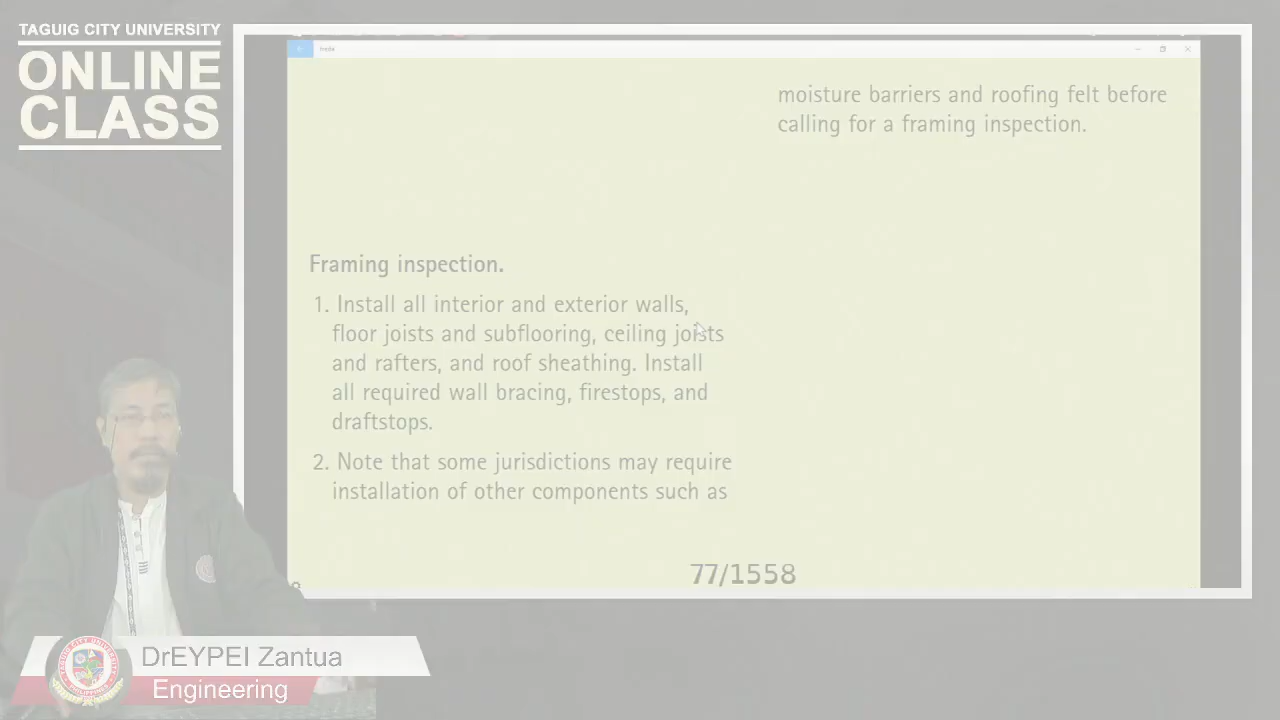 TAGUIG CITY UNIVERSITY
ONLINE
CLASS
moisture barriers and roofing felt before
calling for a framing inspection.
Framing inspection.
1. Install all interior and exterior walls,
floor joists and subflooring, ceiling joists
and rafters, and roof sheathing. Install
all required wall bracing, firestops, and
draftstops.
2. Note that some jurisdictions may require
installation of other components such as
77/1558
DrEYPEI Zantua
Engineering